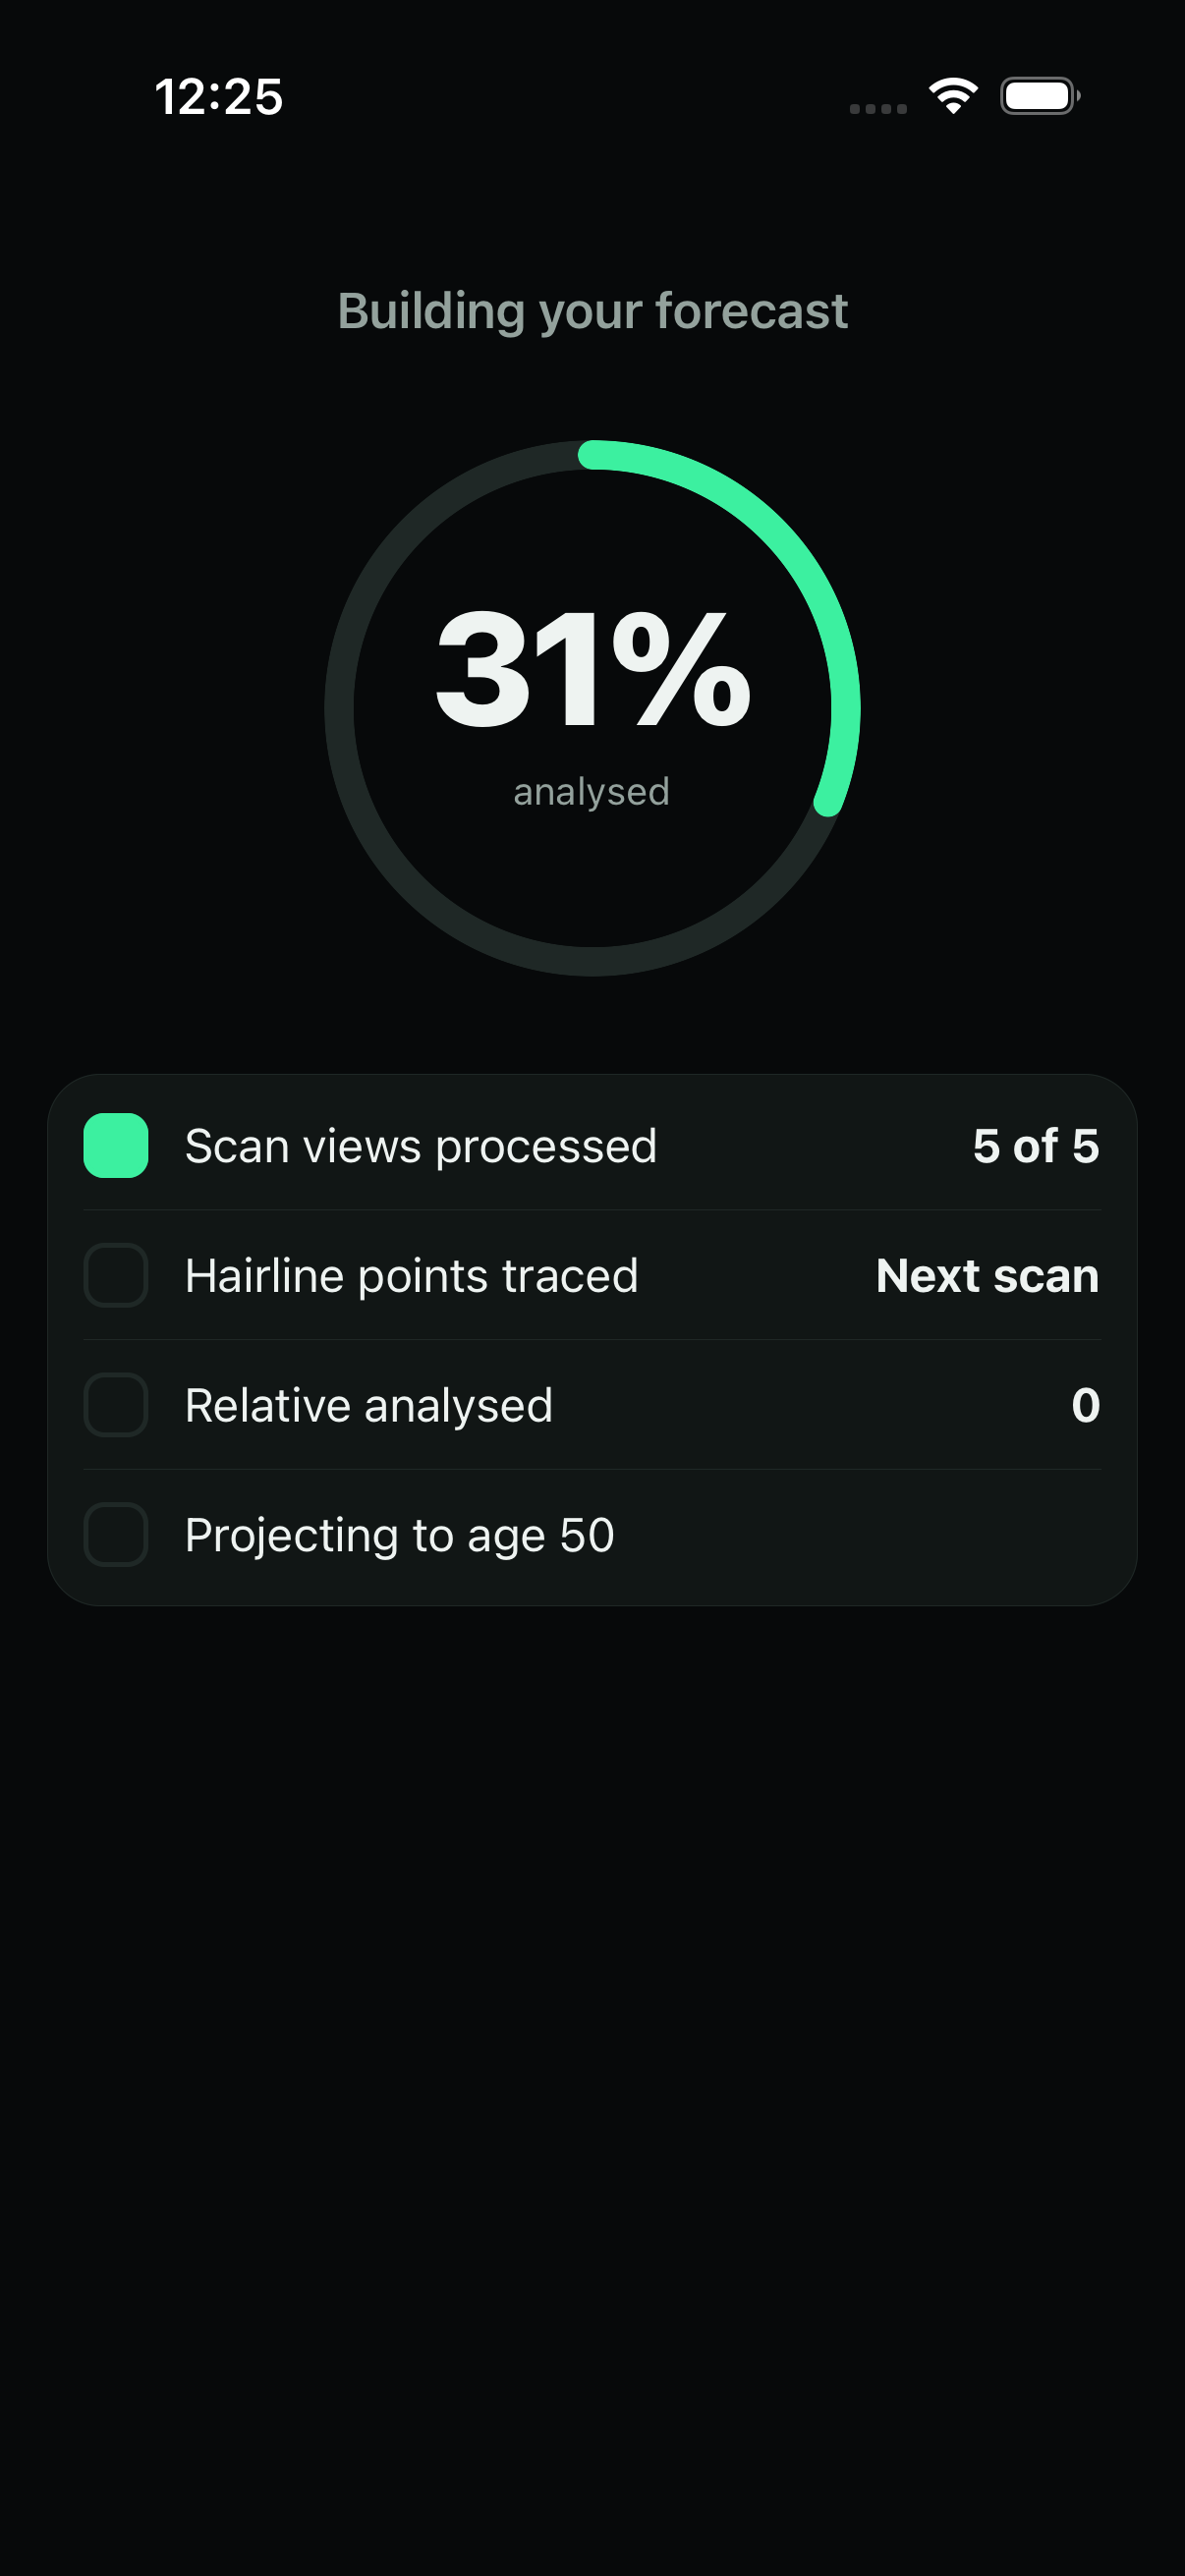 12:25
Building your forecast
31%
analysed
Scan views processed 5 of 5
Hairline points traced Next scan
Relative analysed 0
Projecting to age 50